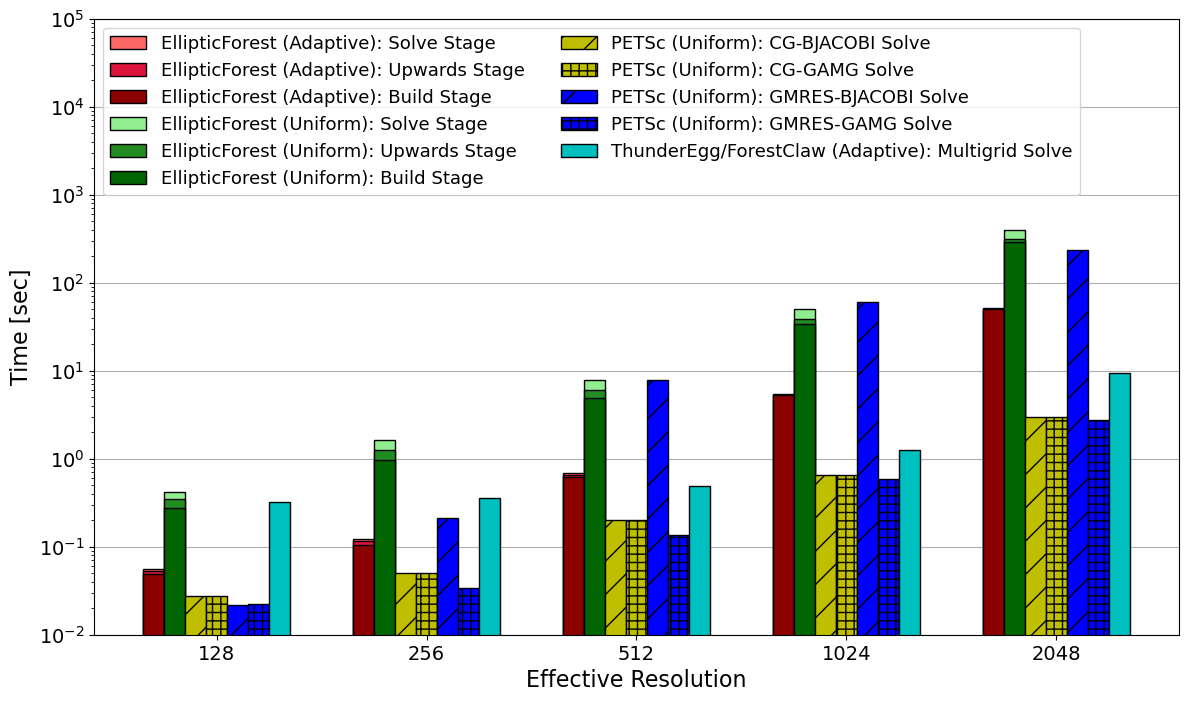 10^5
10^4
10^3
10^2
10^1
10^0
10^−1
10^−2
Time [sec]
EllipticForest (Adaptive): Solve Stage
EllipticForest (Adaptive): Upwards Stage
EllipticForest (Adaptive): Build Stage
EllipticForest (Uniform): Solve Stage
EllipticForest (Uniform): Upwards Stage
EllipticForest (Uniform): Build Stage
PETSc (Uniform): CG-BJACOBI Solve
PETSc (Uniform): CG-GAMG Solve
PETSc (Uniform): GMRES-BJACOBI Solve
PETSc (Uniform): GMRES-GAMG Solve
ThunderEgg/ForestClaw (Adaptive): Multigrid Solve
128 256 512 1024 2048
Effective Resolution